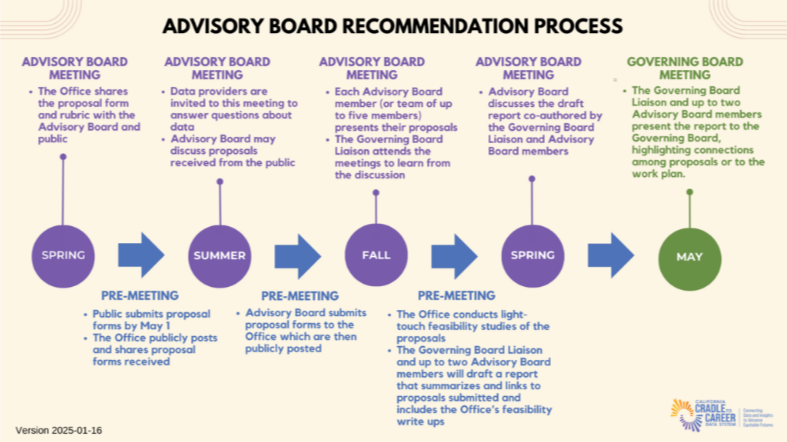 ADVISORY BOARD RECOMMENDATION PROCESS
ADVISORY BOARD
MEETING
• The Office shares
the proposal form
and rubric with the
Advisory Board and
public
ADVISORY BOARD
MEETING
• Data providers are
invited to this meeting to
answer questions about
data
• Advisory Board may
discuss proposals
received from the public
ADVISORY BOARD
MEETING
• Each Advisory Board
member (or team of up
to five members)
presents their proposals
• The Governing Board
Liaison attends the
meetings to learn from
the discussion
ADVISORY BOARD
MEETING
• Advisory Board
discusses the draft
report co-authored by
the Governing Board
Liaison and Advisory
Board members
GOVERNING BOARD
MEETING
• The Governing Board
Liaison and up to two
Advisory Board members
present the report to the
Governing Board,
highlighting connections
among proposals or to the
work plan.
SPRING
SUMMER
FALL
SPRING
MAY
PRE-MEETING
• Public submits proposal
forms by May 1
• The Office publicly posts
and shares proposal
forms received
PRE-MEETING
• Advisory Board submits
proposal forms to the
Office which are then
publicly posted
PRE-MEETING
• The Office conducts light-
touch feasibility studies of the
proposals
• The Governing Board Liaison
and up to two Advisory Board
members will draft a report
that summarizes and links to
proposals submitted and
includes the Office's feasibility
write ups
Version 2025-01-16
CALIFORNIA
CRADLE TO
CAREER
DATA SYSTEM
Connecting
Data and Insights
to Advance
Equitable Futures